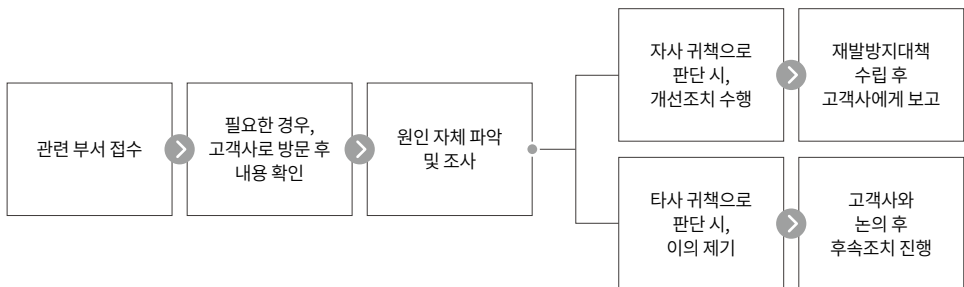 관련 부서 접수
필요한 경우,
고객사로 방문 후
내용 확인
원인 자체 파악
및 조사
자사 귀책으로
판단 시,
개선조치 수행
재발방지대책
수립 후
고객사에게 보고
타사 귀책으로
판단 시,
이의 제기
고객사와
논의 후
후속조치 진행